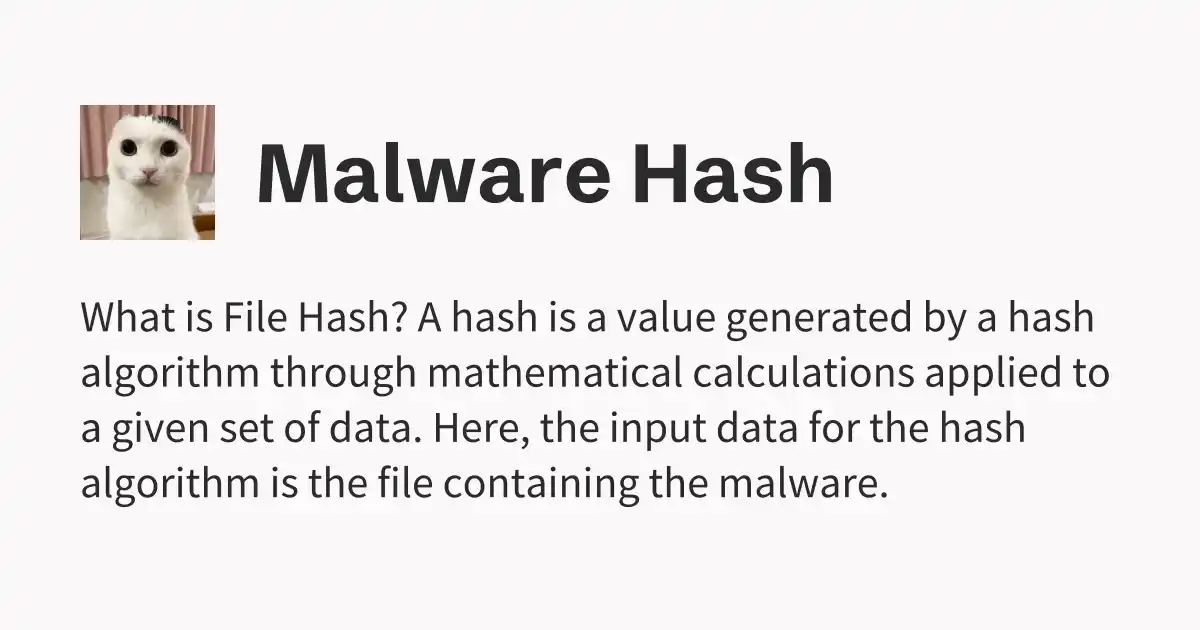 Malware Hash
What is File Hash? A hash is a value generated by a hash
algorithm through mathematical calculations applied to
a given set of data. Here, the input data for the hash
algorithm is the file containing the malware.